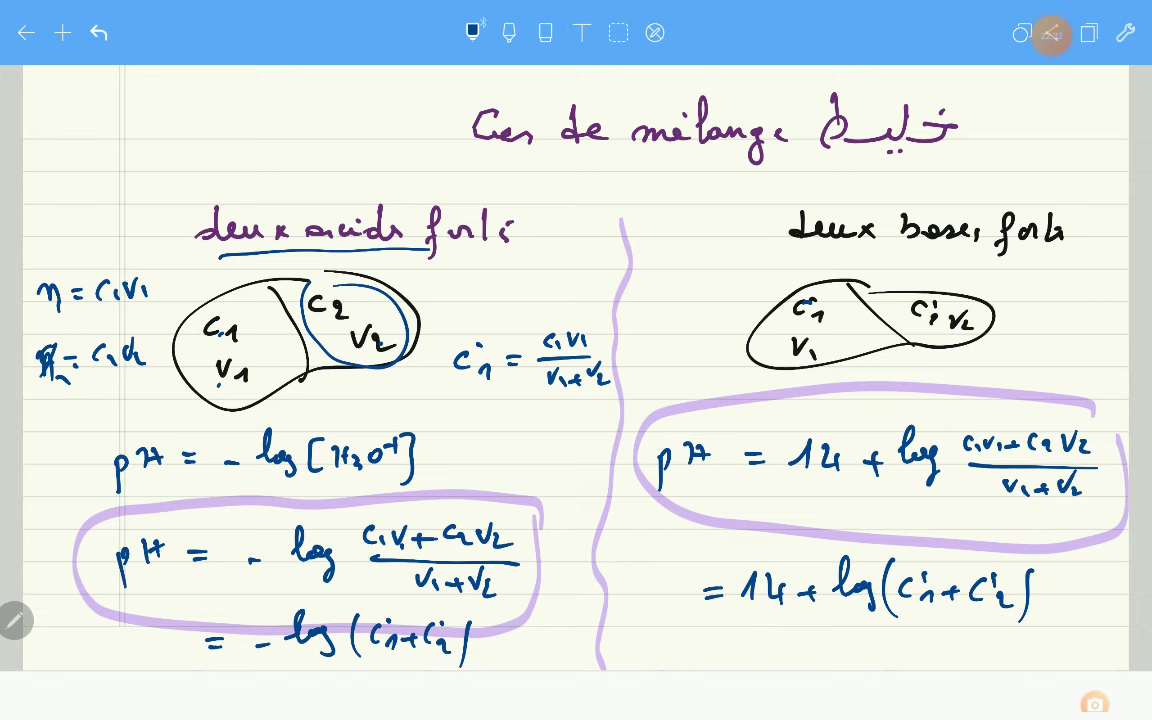 Cas de mélange خليط
deux acids forts
η = C₁V₁
C₁
V₁
C₂
V₂
C'₁ = C₁V₁ / V₁+V₂
pH = - log [H₃O⁺]
pH = - log C₁V₁+C₂V₂ / V₁+V₂
= - log (C'₁+C'₂)
deux bases forts
C'₁
V₁
V₂
pH = 14 + log C₁V₁+C₂V₂ / V₁+V₂
= 14 + log (C'₁+C'₂)